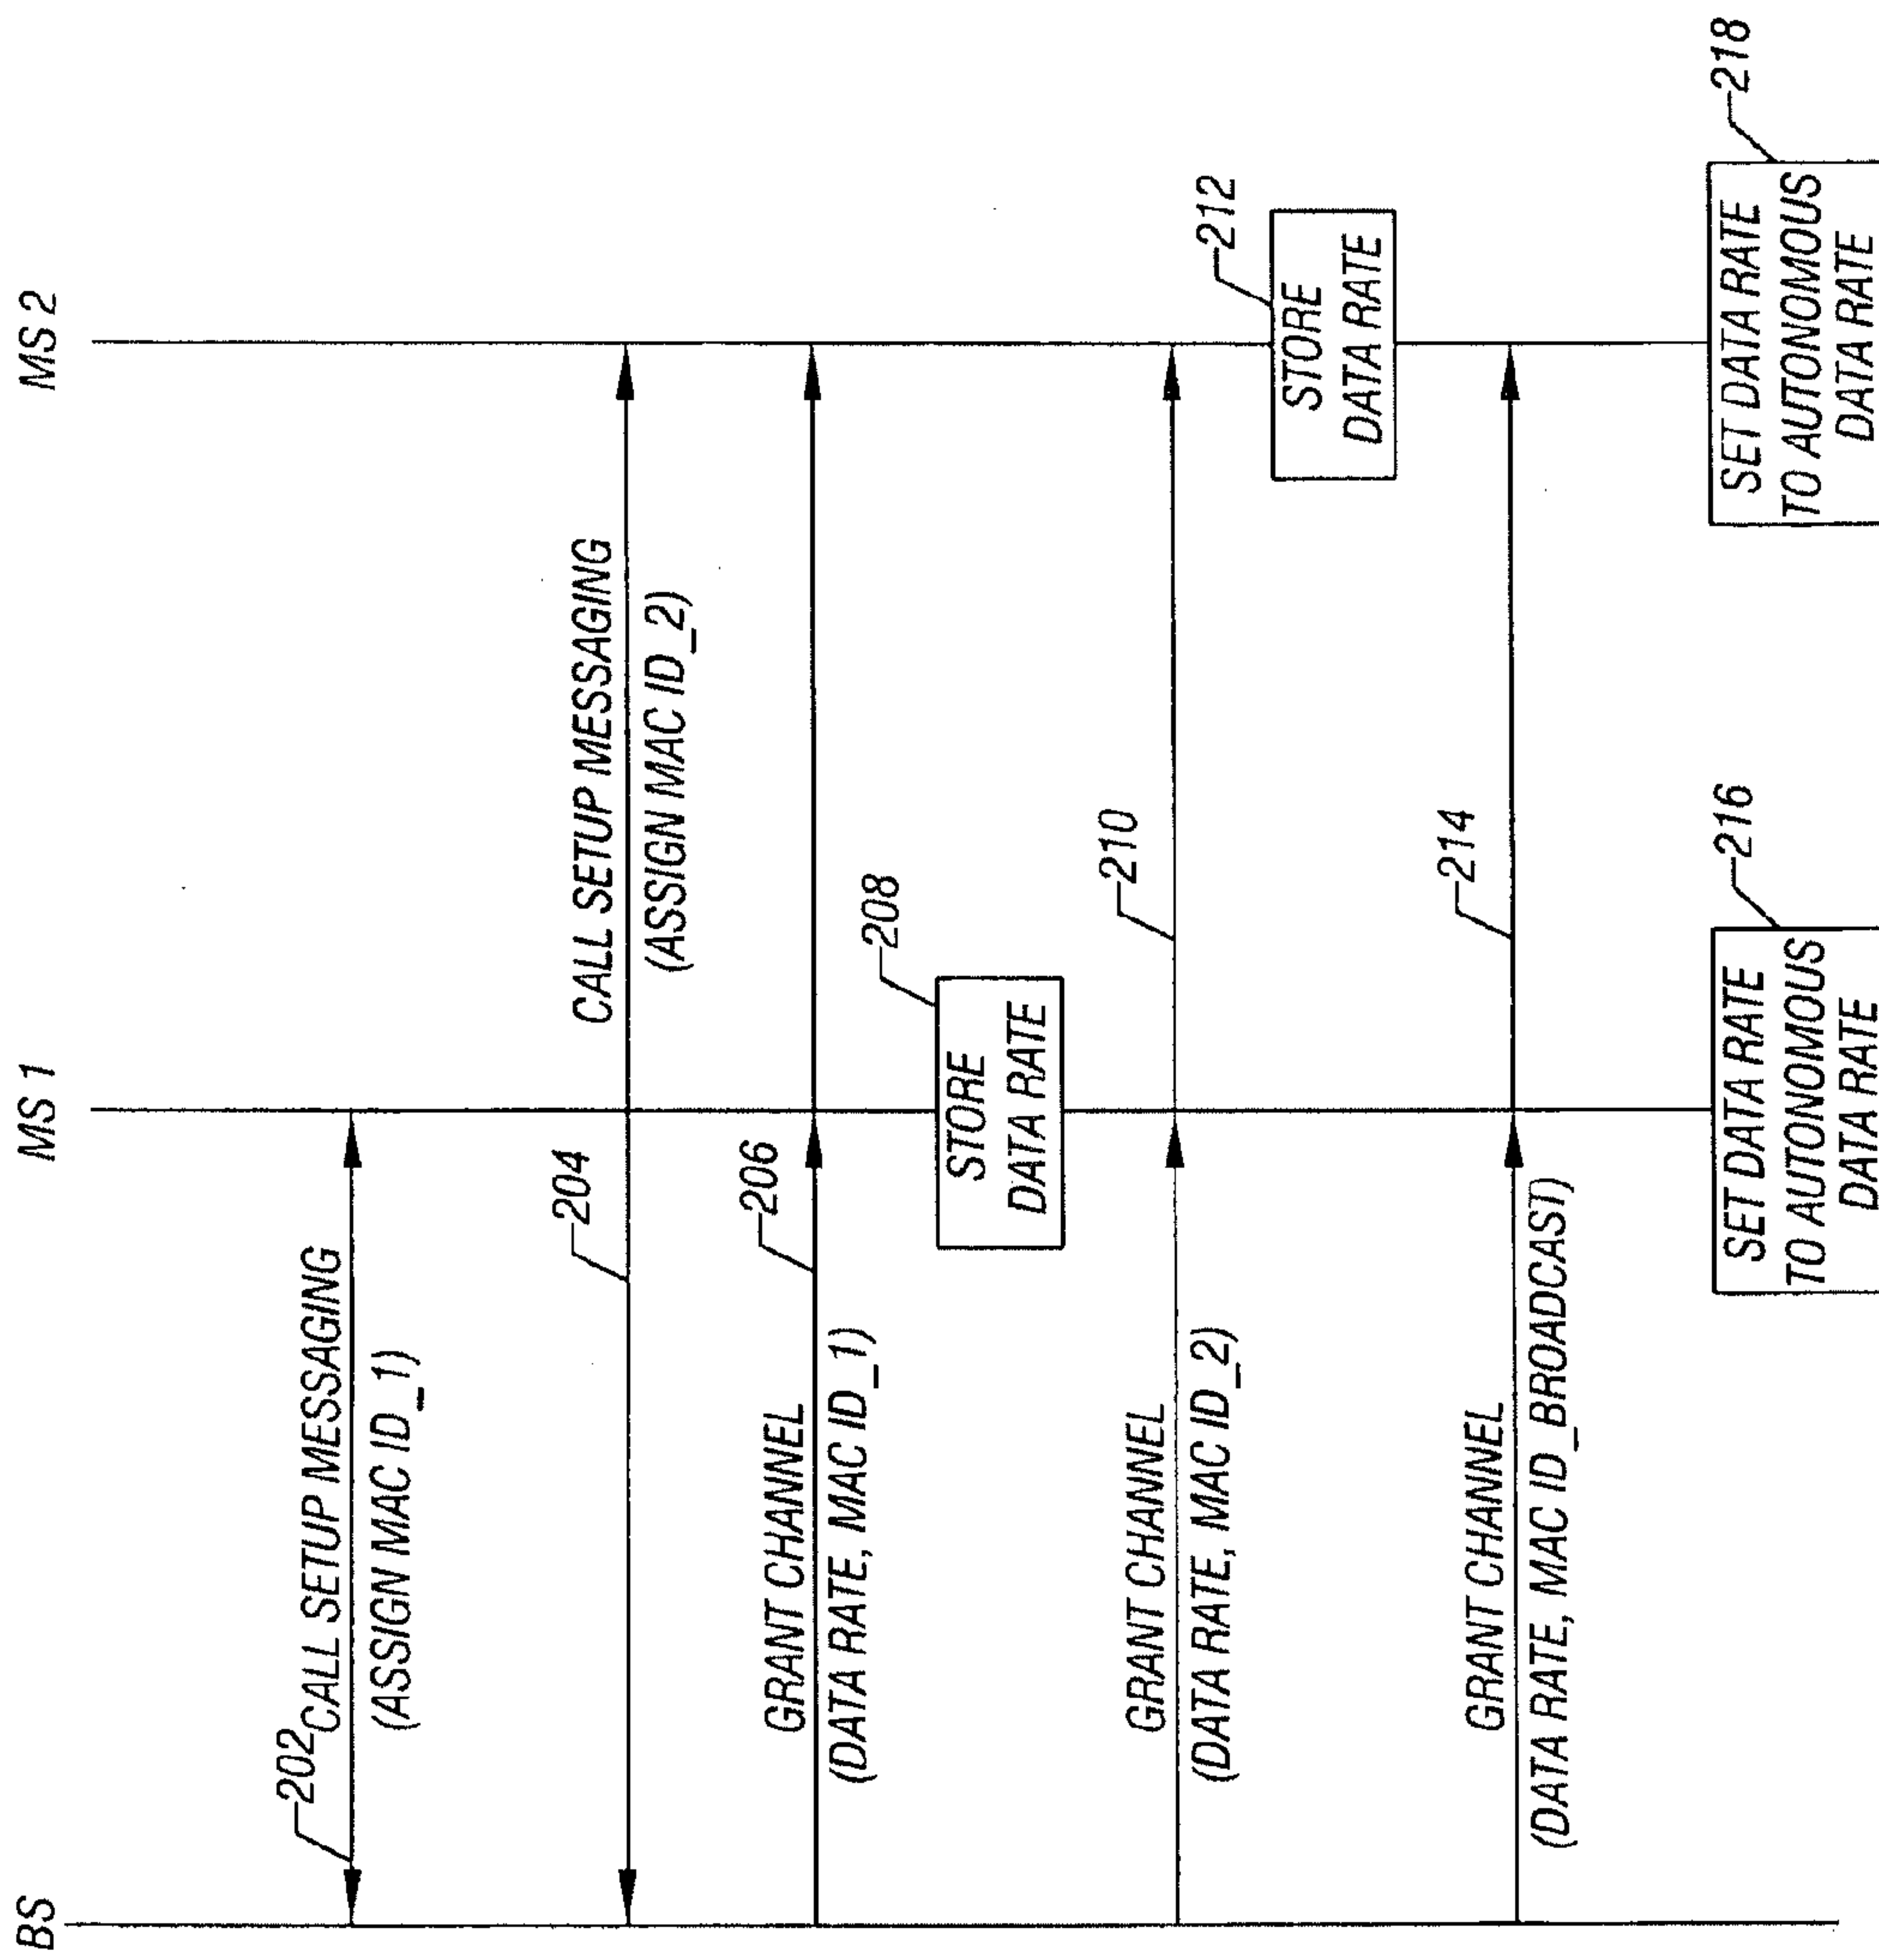 BS
MS 1
MS 2
202
CALL SETUP MESSAGING
(ASSIGN MAC ID_1)
CALL SETUP MESSAGING
(ASSIGN MAC ID_2)
204
GRANT CHANNEL
(DATA RATE, MAC ID_1)
206
STORE
DATA RATE
208
GRANT CHANNEL
(DATA RATE, MAC ID_2)
210
STORE
DATA RATE
212
GRANT CHANNEL
(DATA RATE, MAC ID_BROADCAST)
214
SET DATA RATE
TO AUTONOMOUS
DATA RATE
216
SET DATA RATE
TO AUTONOMOUS
DATA RATE
218